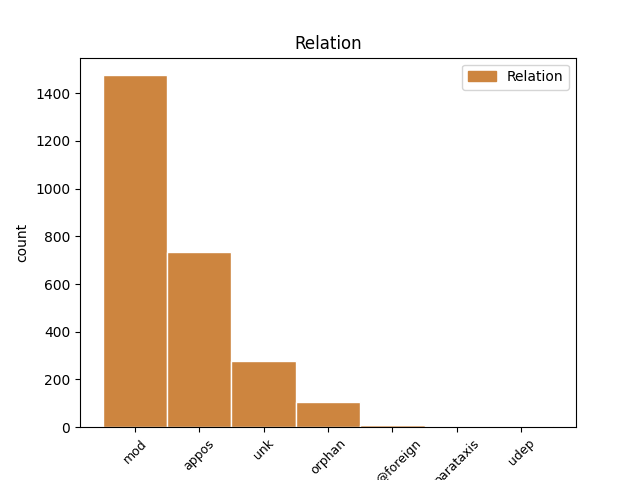 Relation
Relation
count
1400
1200
1000
800
600
400
200
0
mod
appos
unk
orphan
@foreign
parataxis
udep